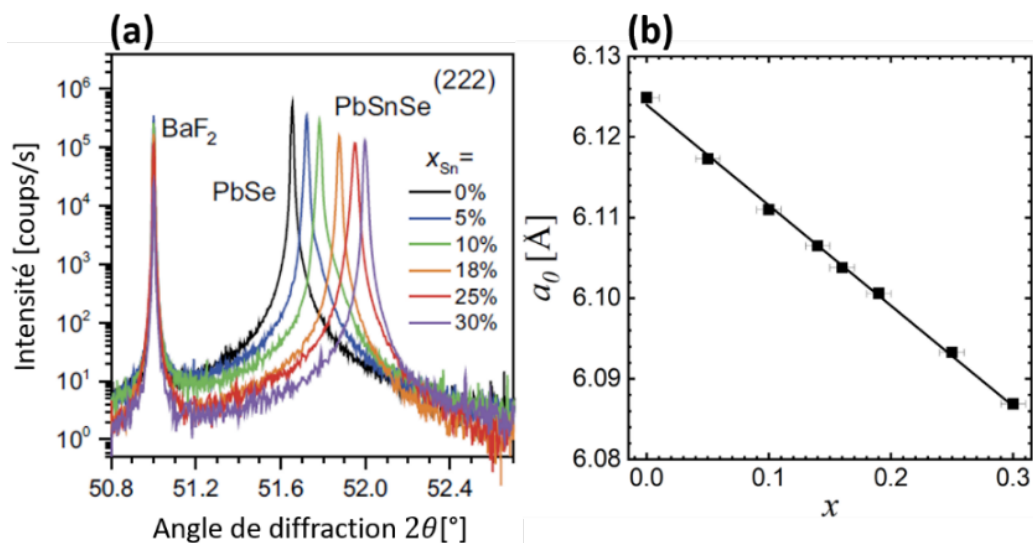 (a)
(222)
PbSnSe
BaF2
PbSe
xSn=
0%
5%
10%
18%
25%
30%
10^6
10^5
10^4
10^3
10^2
10^1
10^0
Intensité [coups/s]
50.8 51.2 51.6 52.0 52.4
Angle de diffraction 2θ[°]
(b)
6.13
6.12
6.11
6.10
6.09
6.08
a0 [Å]
0.0 0.1 0.2 0.3
x